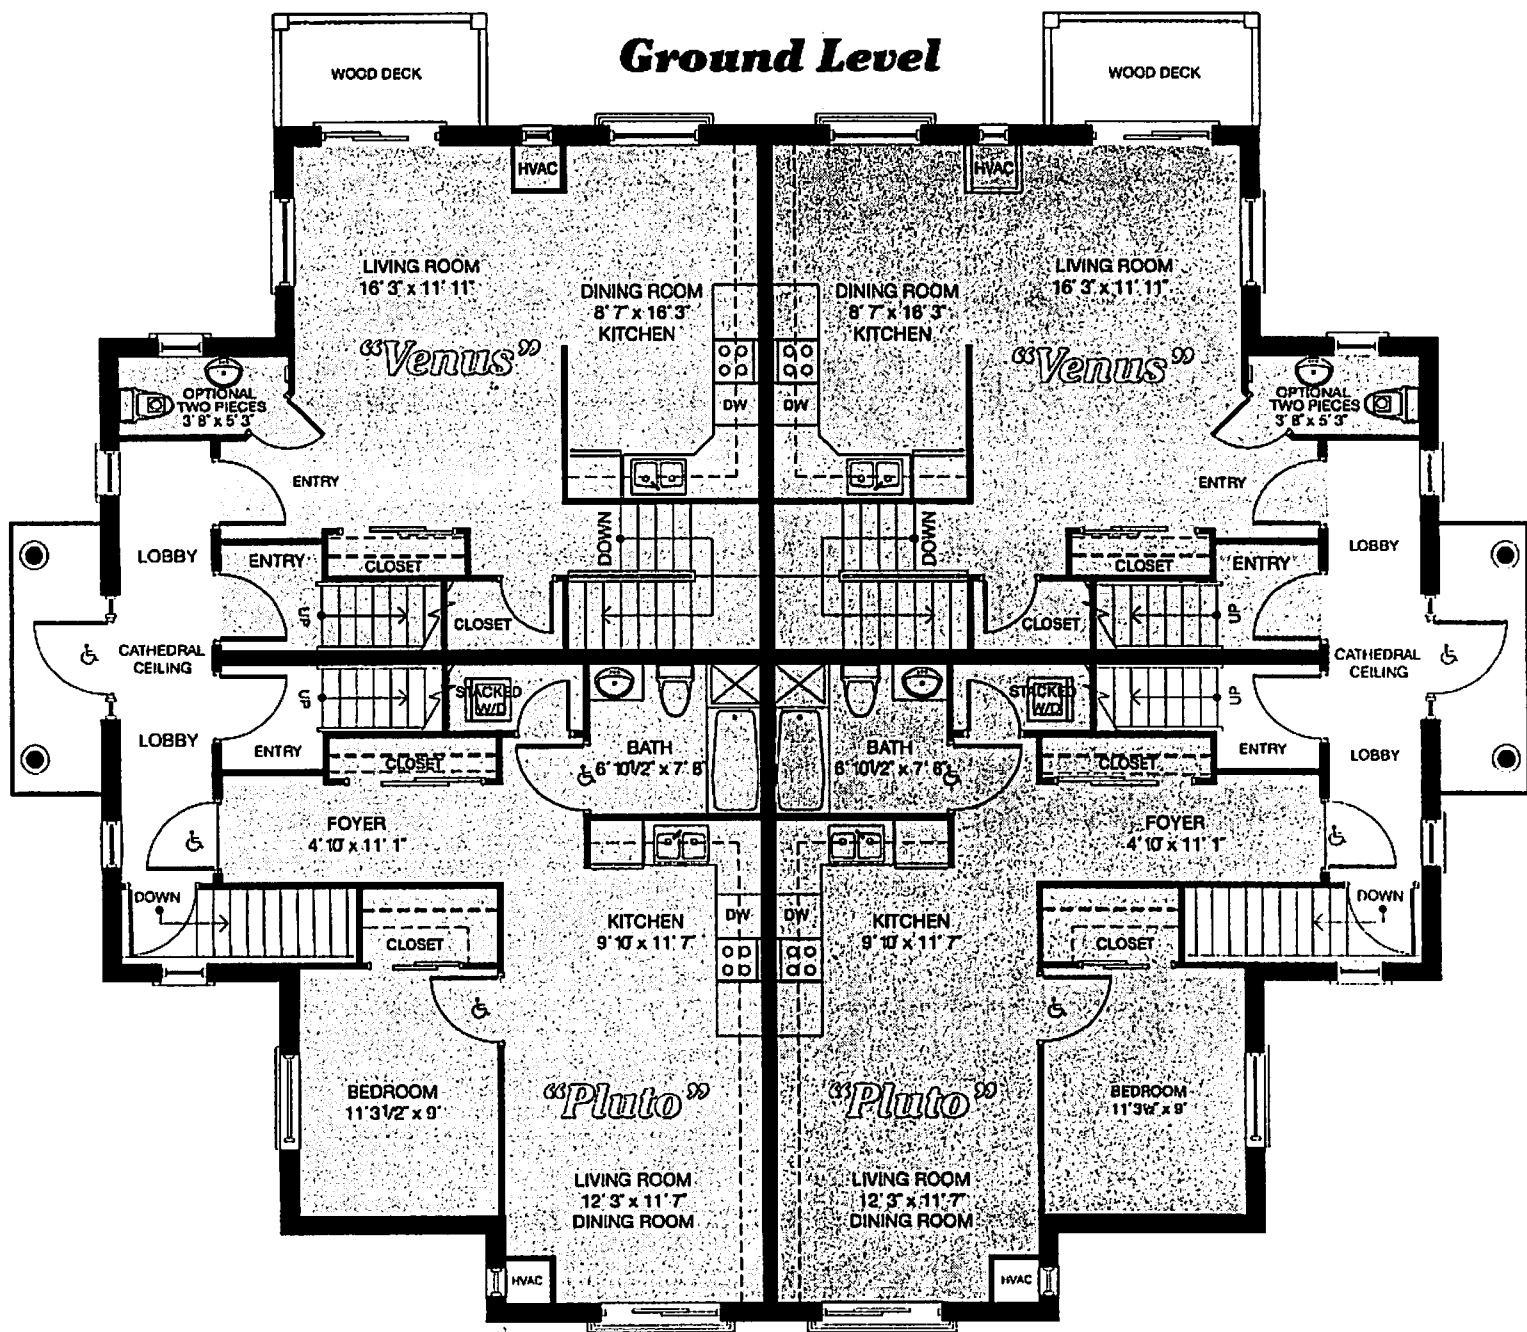 Ground Level
WOOD DECK
WOOD DECK
HVAC
HVAC
LIVING ROOM
16' 3" x 11' 11"
DINING ROOM
8' 7" x 16' 3"
KITCHEN
DINING ROOM
8' 7" x 16' 3"
KITCHEN
LIVING ROOM
16' 3" x 11' 11"
"Venus"
"Venus"
OPTIONAL
TWO PIECES
3' 8" x 5' 3"
DW
DW
OPTIONAL
TWO PIECES
3' 8" x 5' 3"
ENTRY
ENTRY
LOBBY
ENTRY
CLOSET
DOWN
DOWN
CLOSET
ENTRY
LOBBY
UP
CLOSET
CLOSET
UP
CATHEDRAL
CEILING
CATHEDRAL
CEILING
UP
STACKED
W/D
STACKED
W/D
UP
LOBBY
ENTRY
CLOSET
BATH
6' 10 1/2" x 7' 8"
BATH
6' 10 1/2" x 7' 8"
CLOSET
ENTRY
LOBBY
FOYER
4' 10" x 11' 1"
FOYER
4' 10" x 11' 1"
DOWN
CLOSET
KITCHEN
9' 10" x 11' 7"
DW
DW
KITCHEN
9' 10" x 11' 7"
CLOSET
DOWN
BEDROOM
11' 3 1/2" x 9'
"Pluto"
"Pluto"
BEDROOM
11' 3 1/2" x 9'
LIVING ROOM
12' 3" x 11' 7"
DINING ROOM
LIVING ROOM
12' 3" x 11' 7"
DINING ROOM
HVAC
HVAC